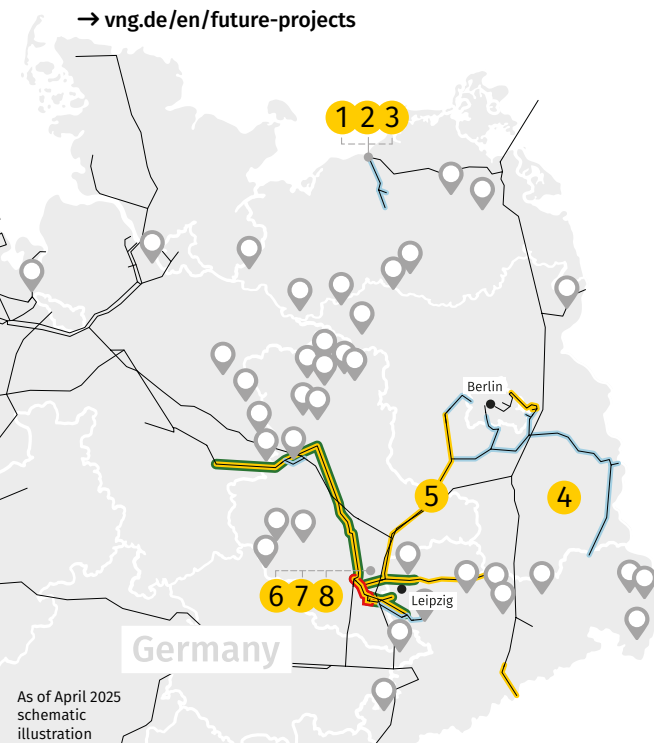 → vng.de/en/future-projects
1 2 3
Berlin
5
4
6 7 8
Leipzig
Germany
As of April 2025
schematic
illustration